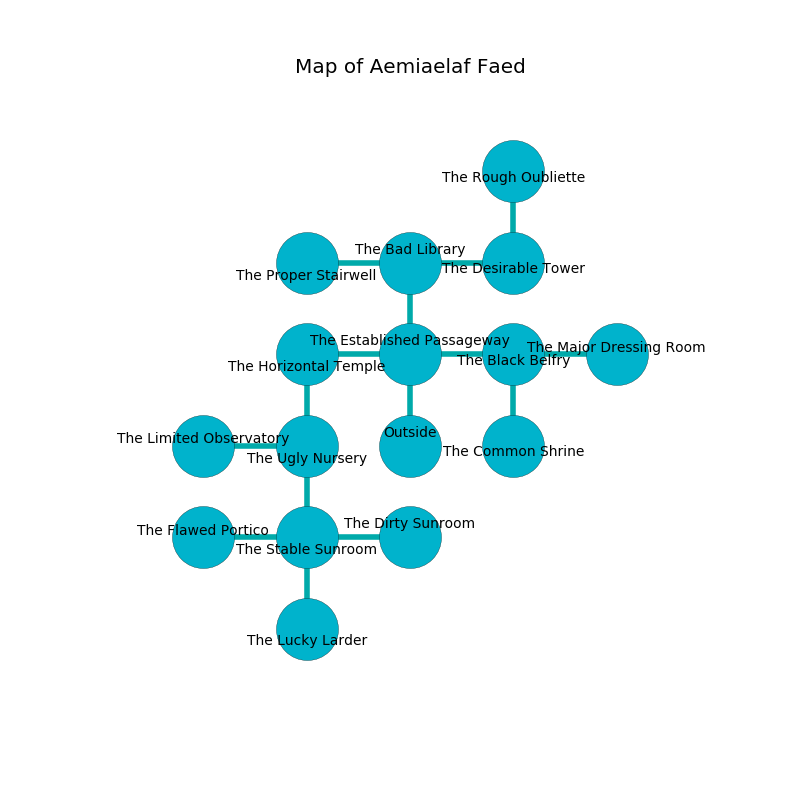 Map of Aemiaelaf Faed
The Rough Oubliette
The Bad Library
The Proper Stairwell
The Desirable Tower
The Established Passageway
The Horizontal Temple
The Black Belfry
The Major Dressing Room
The Limited Observatory
The Ugly Nursery
Outside
The Common Shrine
The Flawed Portico
The Stable Sunroom
The Dirty Sunroom
The Lucky Larder